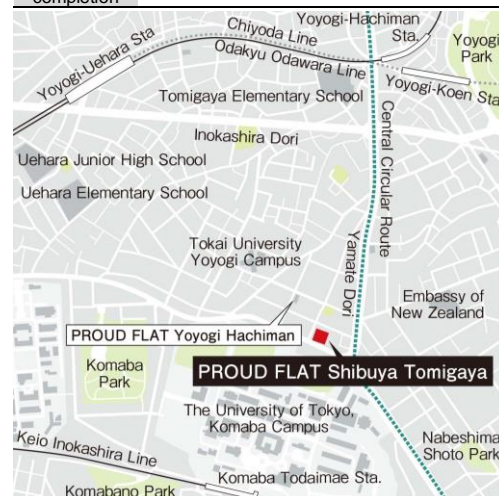 completion
Yoyogi-Hachiman
Sta.
Chiyoda Line
Yoyogi-Uehara Sta
Odakyu Odawara Line
Yoyogi
Park
Yoyogi-Koen Sta
Tomigaya Elementary School
Central Circular Route
Inokashira Dori
Uehara Junior High School
Uehara Elementary School
Tokai University
Yoyogi Campus
Yamate Dori
Embassy of
New Zealand
PROUD FLAT Yoyogi Hachiman
PROUD FLAT Shibuya Tomigaya
Komaba
Park
The University of Tokyo,
Komaba Campus
Nabeshima
Shoto Park
Keio Inokashira Line
Komaba Todaimae Sta.
Komabano Park